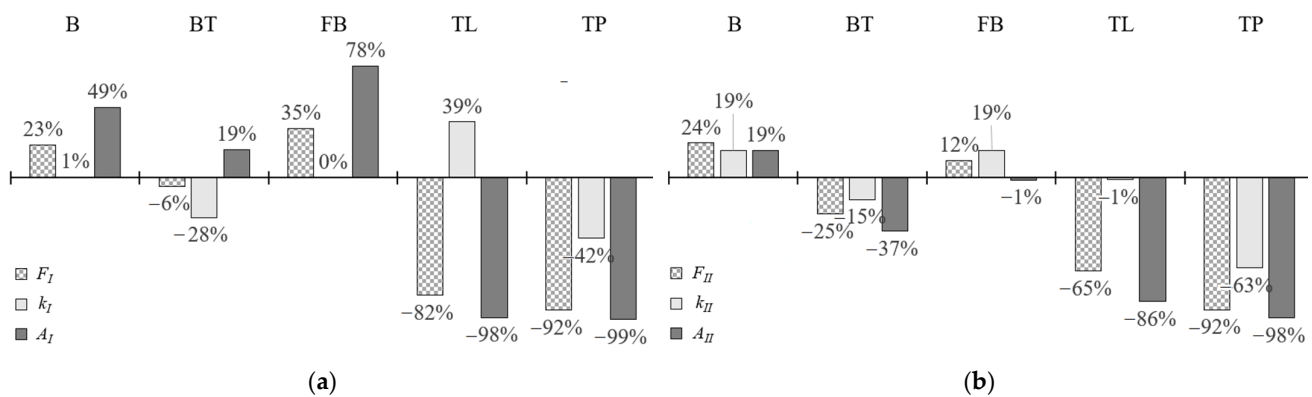 B BT FB TL TP
23% 1% 49%
−6% −28% 19%
35% 0% 78%
−82% 39% −98%
−92% −42% −99%
F_I
k_I
A_I
(a)
B BT FB TL TP
24% 19% 19%
−25% −15% −37%
12% 19% −1%
−65% −1% −86%
−92% −63% −98%
F_II
k_II
A_II
(b)